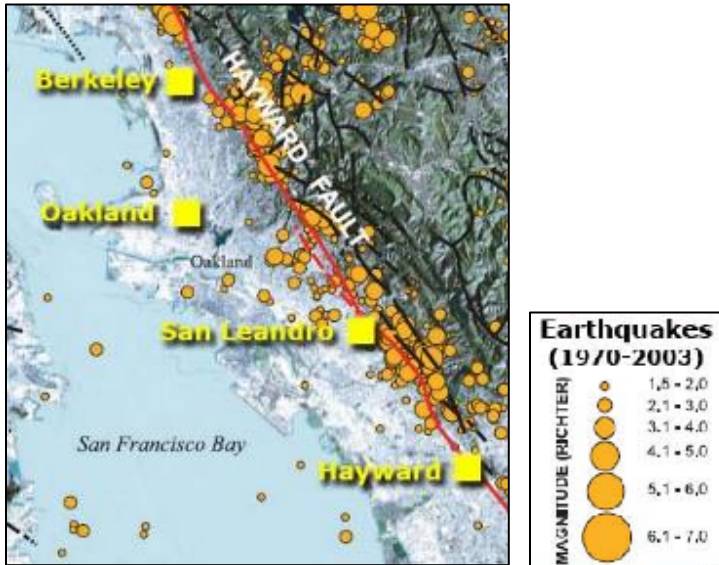 Berkeley
HAYWARD FAULT
Oakland
Oakland
San Leandro
San Francisco Bay
Hayward
Earthquakes
(1970-2003)
MAGNITUDE (RICHTER)
1.5 - 2.0
2.1 - 3.0
3.1 - 4.0
4.1 - 5.0
5.1 - 6.0
6.1 - 7.0